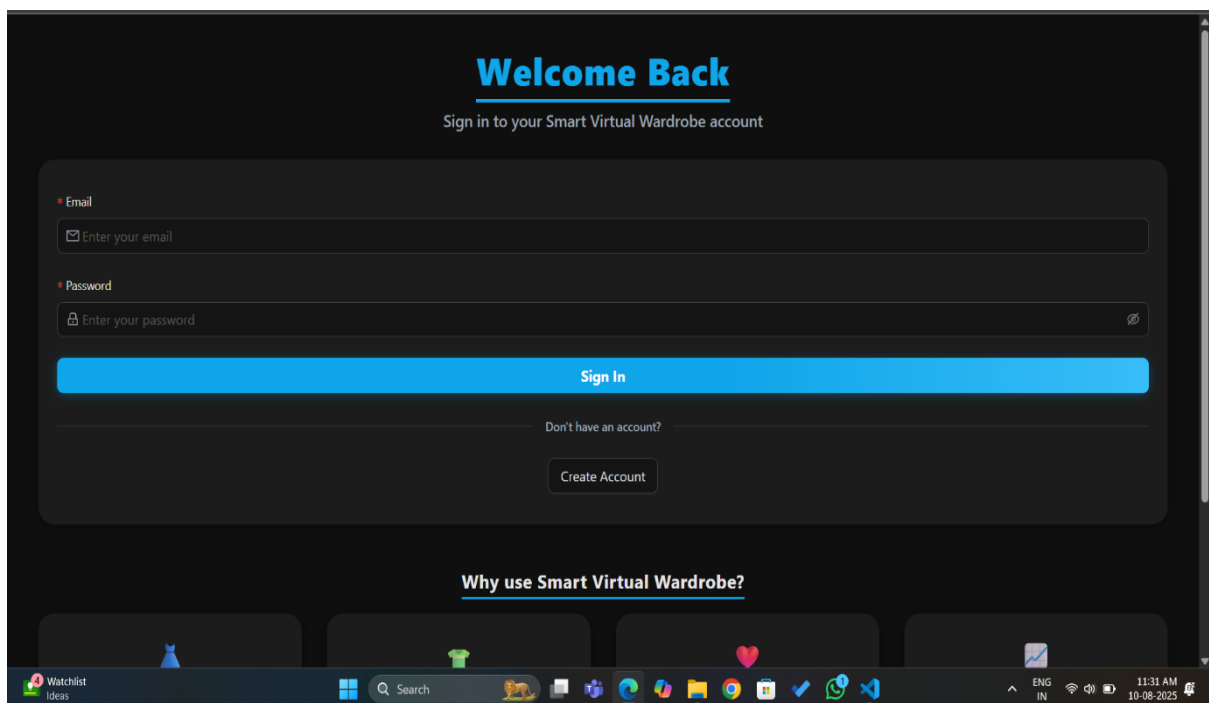 Welcome Back
Sign in to your Smart Virtual Wardrobe account
* Email
Enter your email
* Password
Enter your password
Sign In
Don't have an account?
Create Account
Why use Smart Virtual Wardrobe?
4
Watchlist
Ideas
Search
1
ENG
IN
11:31 AM
10-08-2025